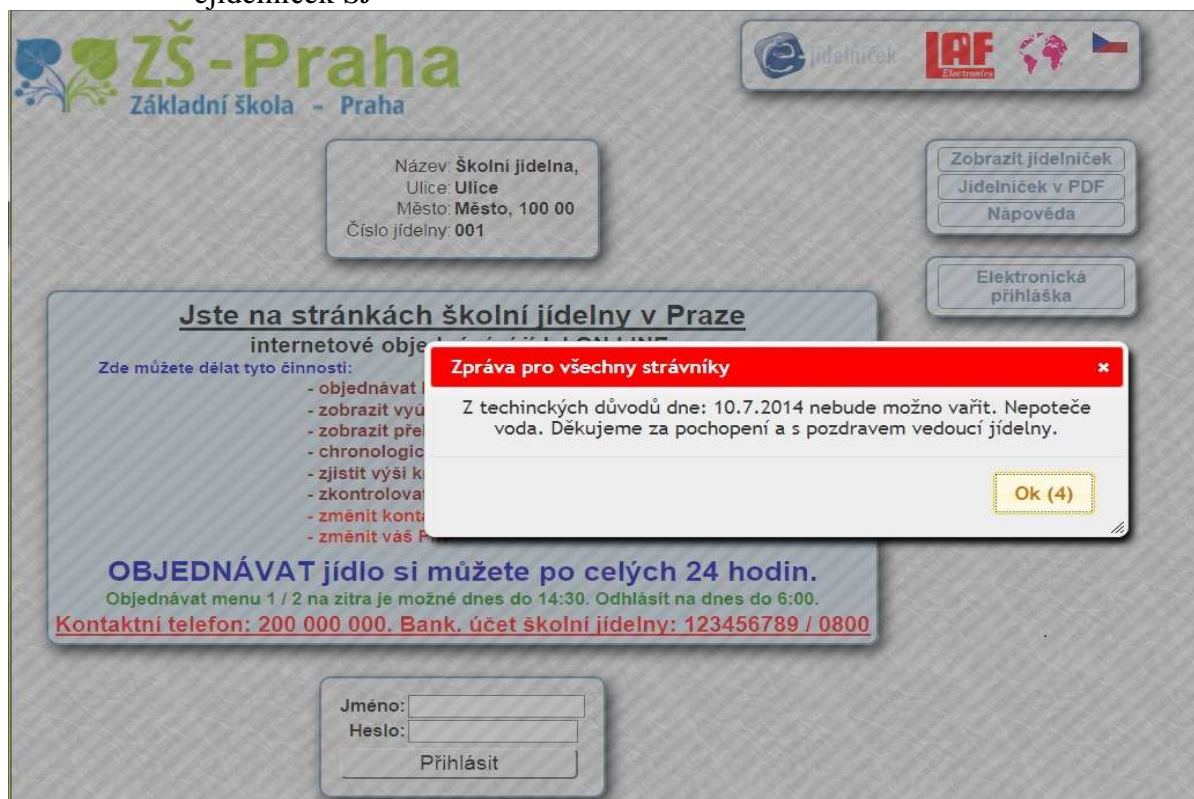 ejídelníček SJ
ZŠ - Praha
Základní škola - Praha
e jídelníček
LAF
Electronics
Název: Školní jídelna,
Ulice: Ulice
Město: Město, 100 00
Číslo jídelny: 001
Zobrazit jídelníček
Jídelníček v PDF
Nápověda
Elektronická
přihláška
Jste na stránkách školní jídelny v Praze
internetové obje
Zde můžete dělat tyto činnosti:
- objednávat
- zobrazit vyú
- zobrazit pře
- chronologic
- zjistit výši k
- zkontrolova
- změnit konta
- změnit váš P
Zpráva pro všechny strávníky ×
Z techinckých důvodů dne: 10.7.2014 nebude možno vařit. Nepoteče
voda. Děkujeme za pochopení a s pozdravem vedoucí jídelny.
Ok (4)
OBJEDNÁVAT jídlo si můžete po celých 24 hodin.
Objednávat menu 1 / 2 na zítra je možné dnes do 14:30. Odhlásit na dnes do 6:00.
Kontaktní telefon: 200 000 000. Bank. účet školní jídelny: 123456789 / 0800
Jméno:
Heslo:
Přihlásit